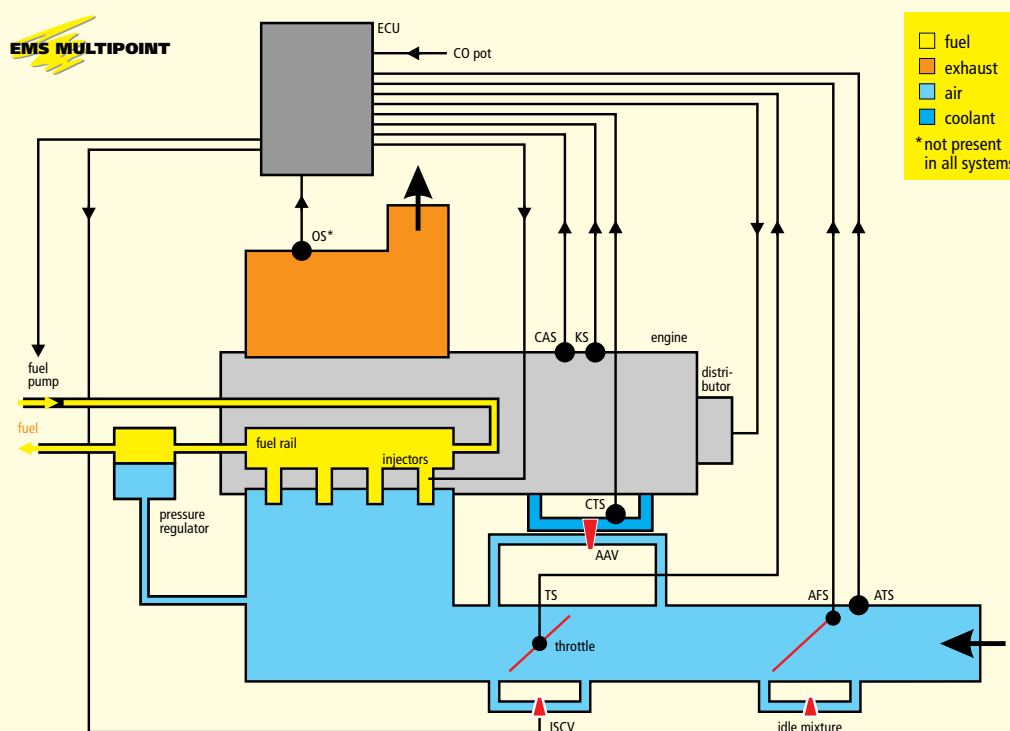 EMS MULTIPOINT
ECU
CO pot
fuel
exhaust
air
coolant
* not present
in all systems
OS*
CAS
KS
engine
fuel
pump
distri-
butor
fuel
fuel rail
injectors
pressure
regulator
CTS
AAV
TS
AFS
ATS
throttle
ISCV
idle mixture